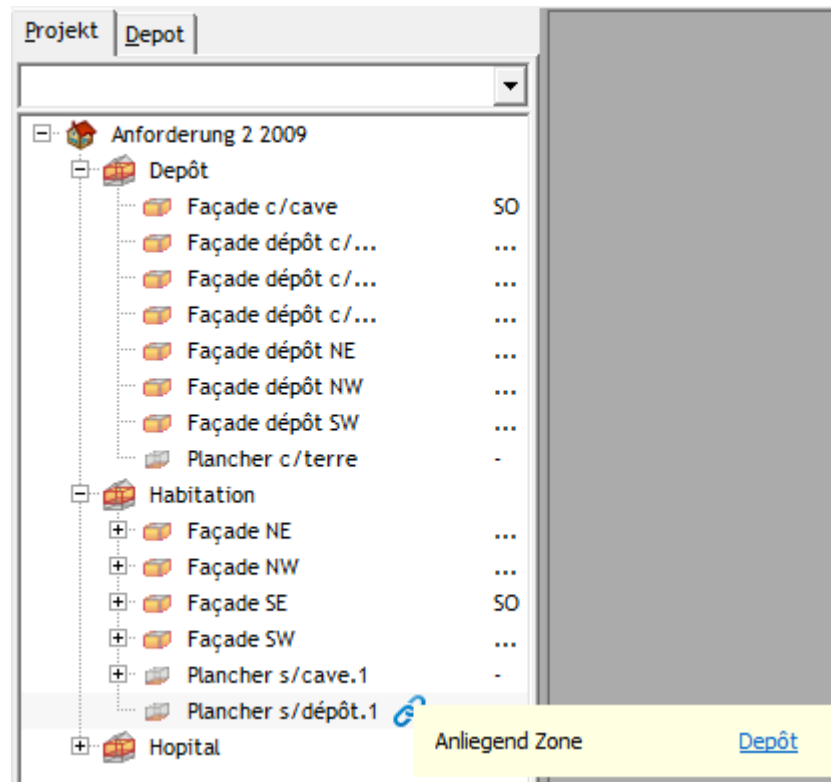 Projekt Depot
Anforderung 2 2009
Depôt
Façade c/cave SO
Façade dépôt c/... ...
Façade dépôt c/... ...
Façade dépôt c/... ...
Façade dépôt NE ...
Façade dépôt NW ...
Façade dépôt SW ...
Plancher c/terre -
Habitation
Façade NE ...
Façade NW ...
Façade SE SO
Façade SW ...
Plancher s/cave.1 -
Plancher s/dépôt.1
Anliegend Zone Depôt
Hopital